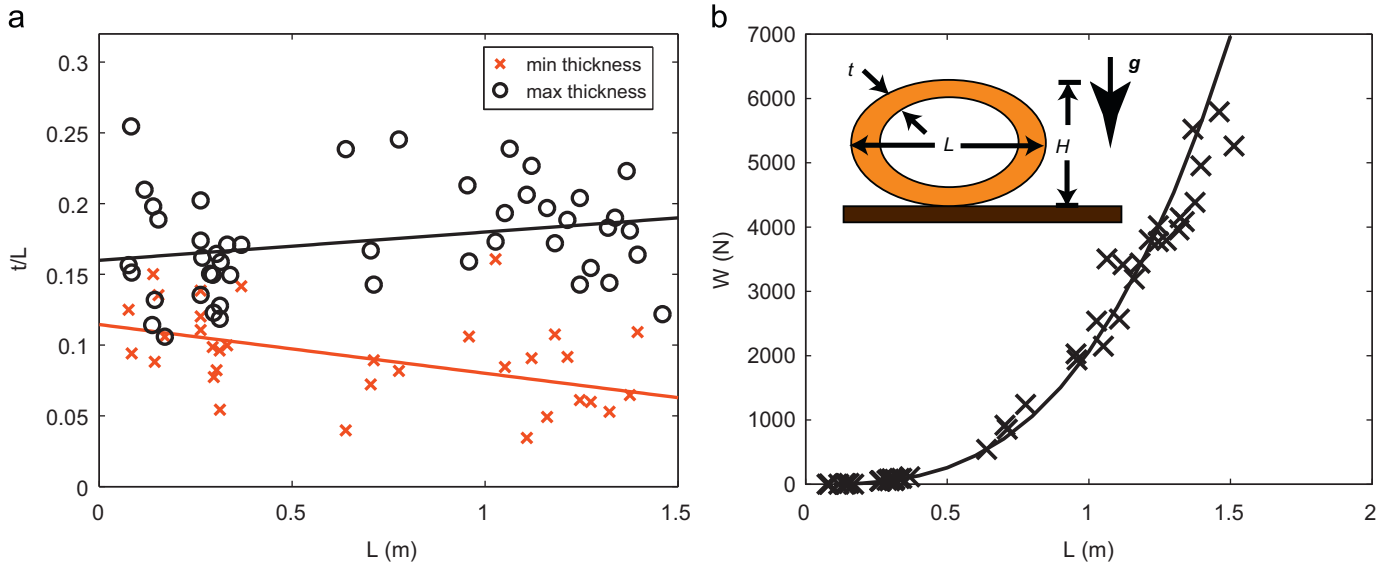 a
0.3
0.25
0.2
0.15
0.1
0.05
0
t/L
0 0.5 1 1.5
L (m)
min thickness
max thickness
b
7000
6000
5000
4000
3000
2000
1000
0
W (N)
0 0.5 1 1.5 2
L (m)
t
L
H
g